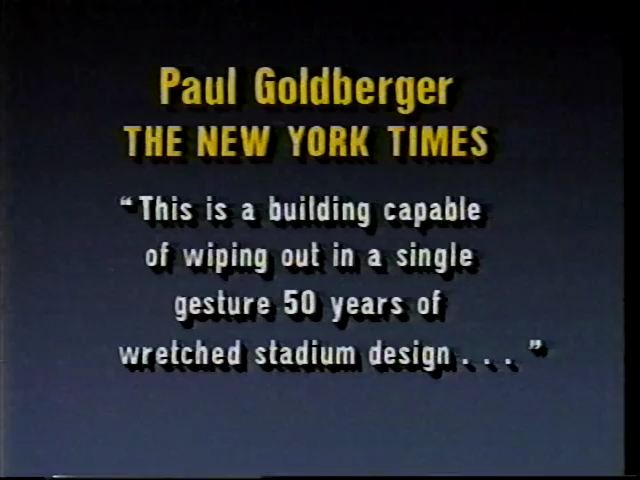 Paul Goldberger
THE NEW YORK TIMES
“This is a building capable
of wiping out in a single
gesture 50 years of
wretched stadium design . . . ”